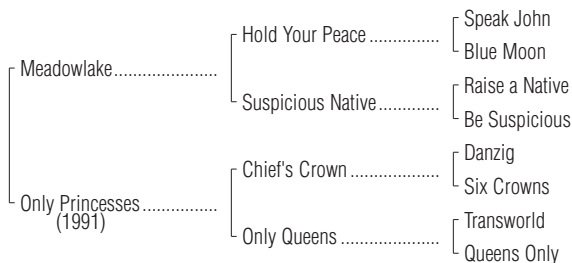 Speak John
Hold Your Peace ...............
Blue Moon
Meadowlake......................
Raise a Native
Suspicious Native.............
Be Suspicious
Danzig
Chief's Crown ....................
Six Crowns
Only Princesses................
(1991)
Transworld
Only Queens .....................
Queens Only